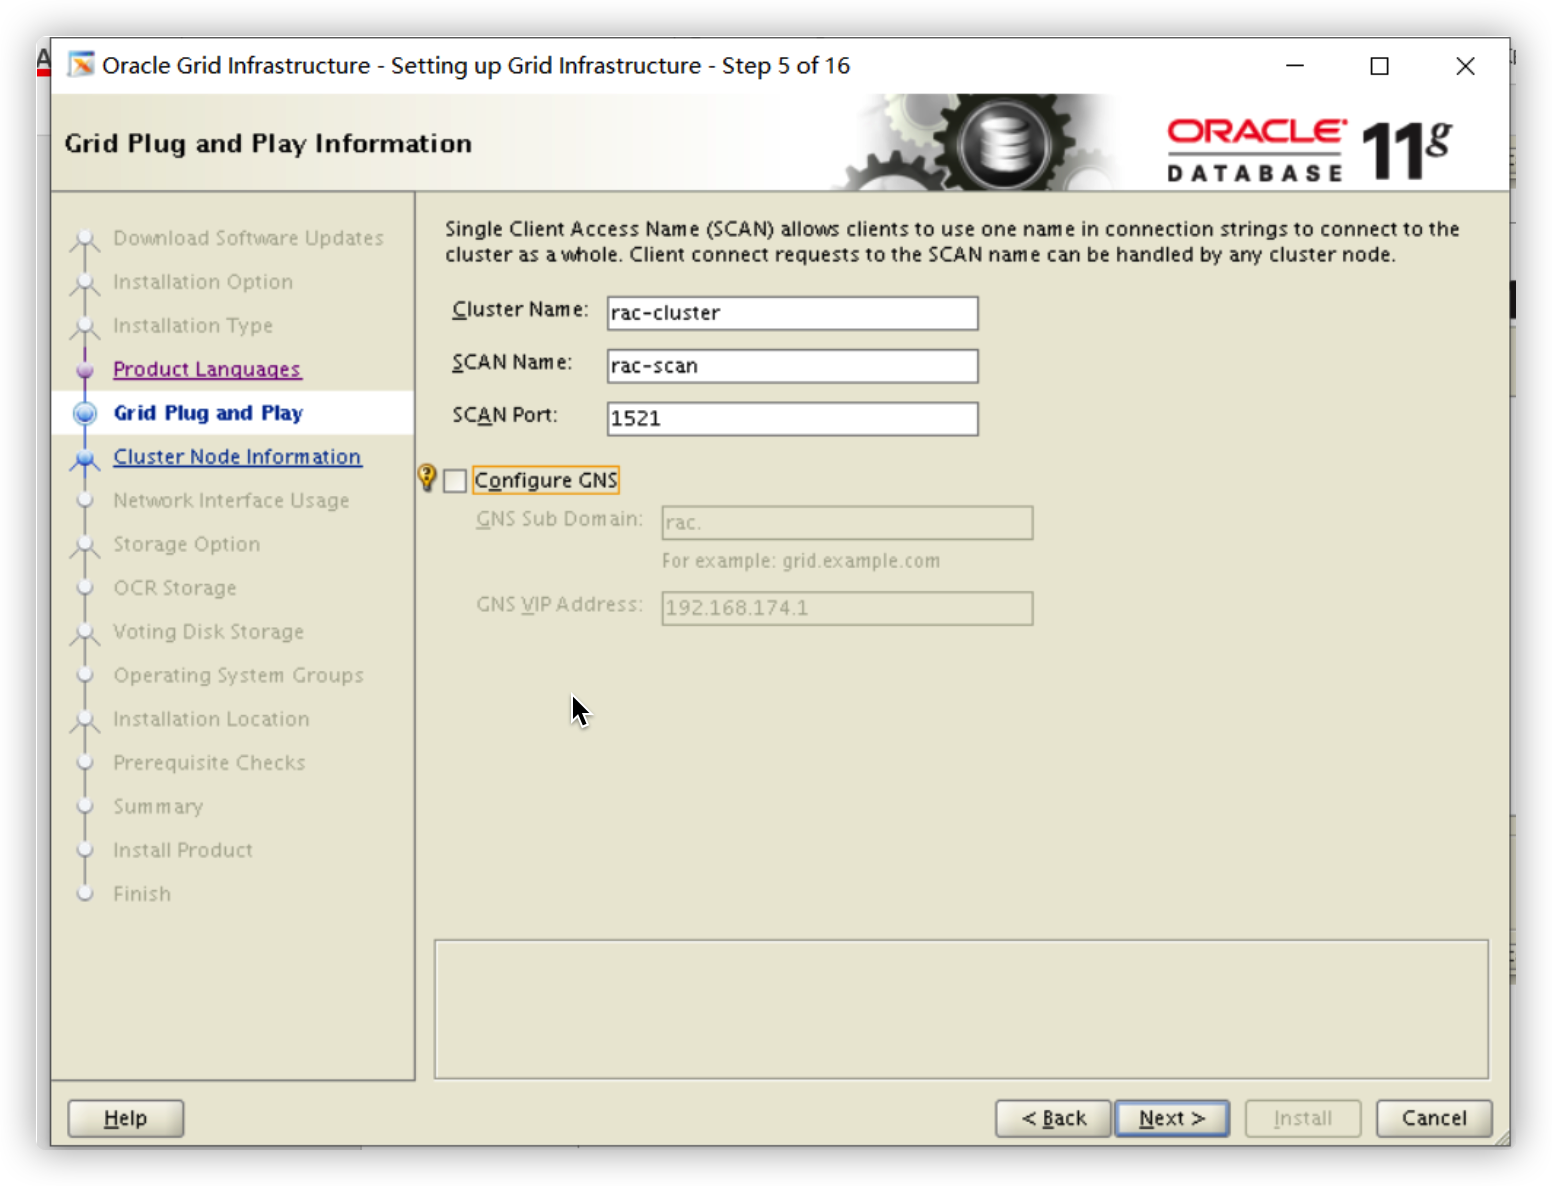 Oracle Grid Infrastructure - Setting up Grid Infrastructure - Step 5 of 16
Grid Plug and Play Information
ORACLE
DATABASE 11g
Download Software Updates
Installation Option
Installation Type
Product Languages
Grid Plug and Play
Cluster Node Information
Network Interface Usage
Storage Option
OCR Storage
Voting Disk Storage
Operating System Groups
Installation Location
Prerequisite Checks
Summary
Install Product
Finish
Single Client Access Name (SCAN) allows clients to use one name in connection strings to connect to the
cluster as a whole. Client connect requests to the SCAN name can be handled by any cluster node.
Cluster Name: rac-cluster
SCAN Name: rac-scan
SCAN Port: 1521
Configure GNS
GNS Sub Domain: rac.
For example: grid.example.com
GNS VIP Address: 192.168.174.1
Help
< Back
Next >
Install
Cancel